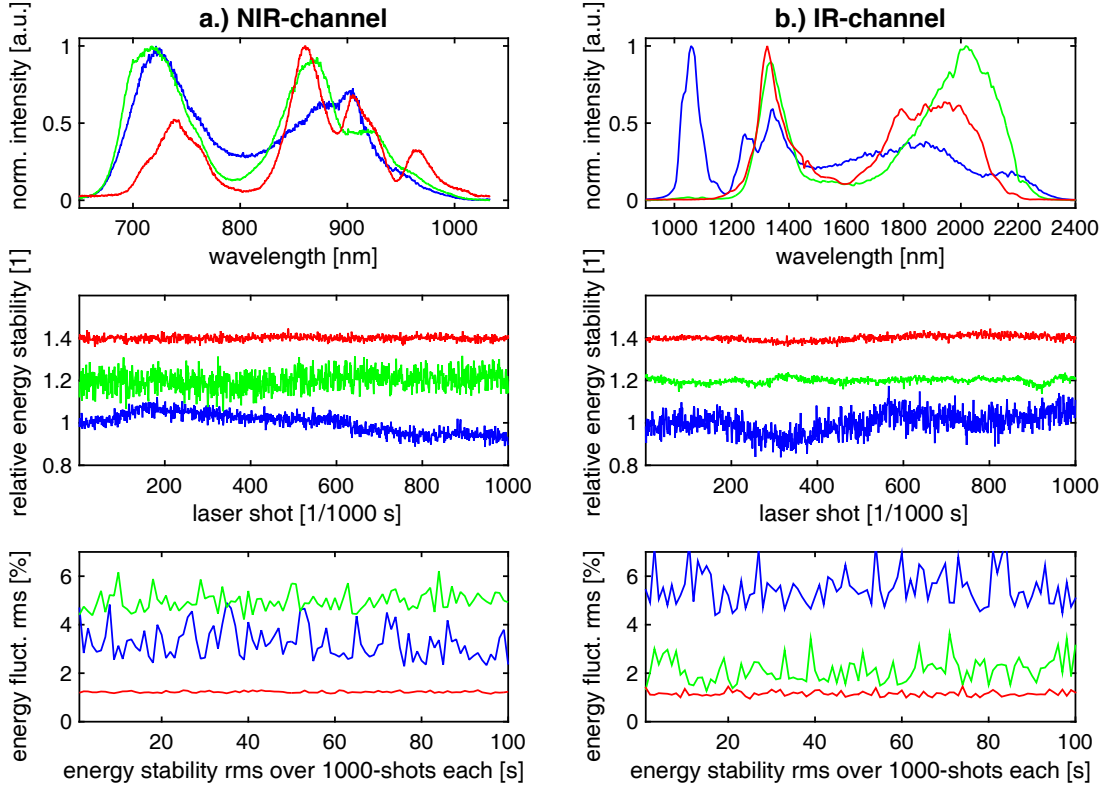 a.) NIR-channel
norm. intensity [a.u.]
1
0.5
0
700 800 900 1000
wavelength [nm]
b.) IR-channel
norm. intensity [a.u.]
1
0.5
0
1000 1200 1400 1600 1800 2000 2200 2400
wavelength [nm]
relative energy stability [1]
1.4
1.2
1
0.8
200 400 600 800 1000
laser shot [1/1000 s]
relative energy stability [1]
1.4
1.2
1
0.8
200 400 600 800 1000
laser shot [1/1000 s]
energy fluct. rms [%]
6
4
2
0
20 40 60 80 100
energy stability rms over 1000-shots each [s]
energy fluct. rms [%]
6
4
2
0
20 40 60 80 100
energy stability rms over 1000-shots each [s]